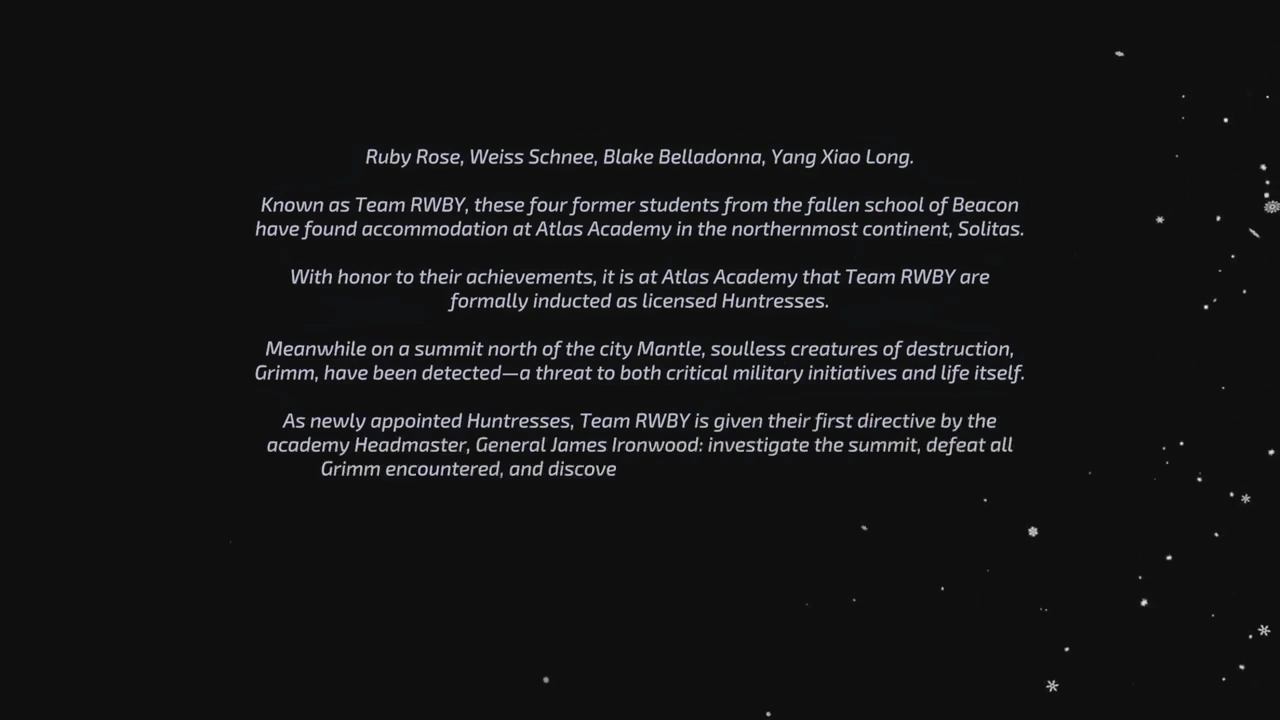 Ruby Rose, Weiss Schnee, Blake Belladonna, Yang Xiao Long.
Known as Team RWBY, these four former students from the fallen school of Beacon
have found accommodation at Atlas Academy in the northernmost continent, Solitas.
With honor to their achievements, it is at Atlas Academy that Team RWBY are
formally inducted as licensed Huntresses.
Meanwhile on a summit north of the city Mantle, soulless creatures of destruction,
Grimm, have been detected—a threat to both critical military initiatives and life itself.
As newly appointed Huntresses, Team RWBY is given their first directive by the
academy Headmaster, General James Ironwood: investigate the summit, defeat all
Grimm encountered, and discove